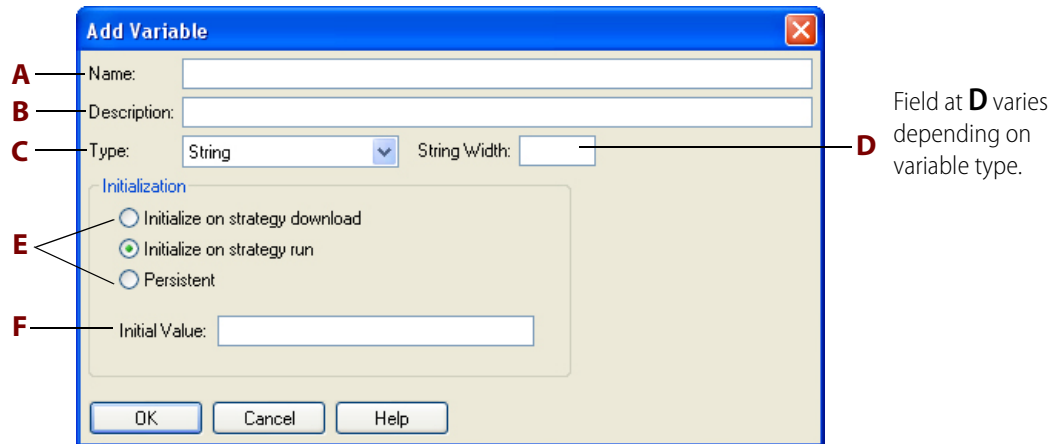 Add Variable
A Name:
B Description:
C Type: String String Width: D
Field at D varies
depending on
variable type.
Initialization
Initialize on strategy download
E Initialize on strategy run
Persistent
F Initial Value:
OK Cancel Help